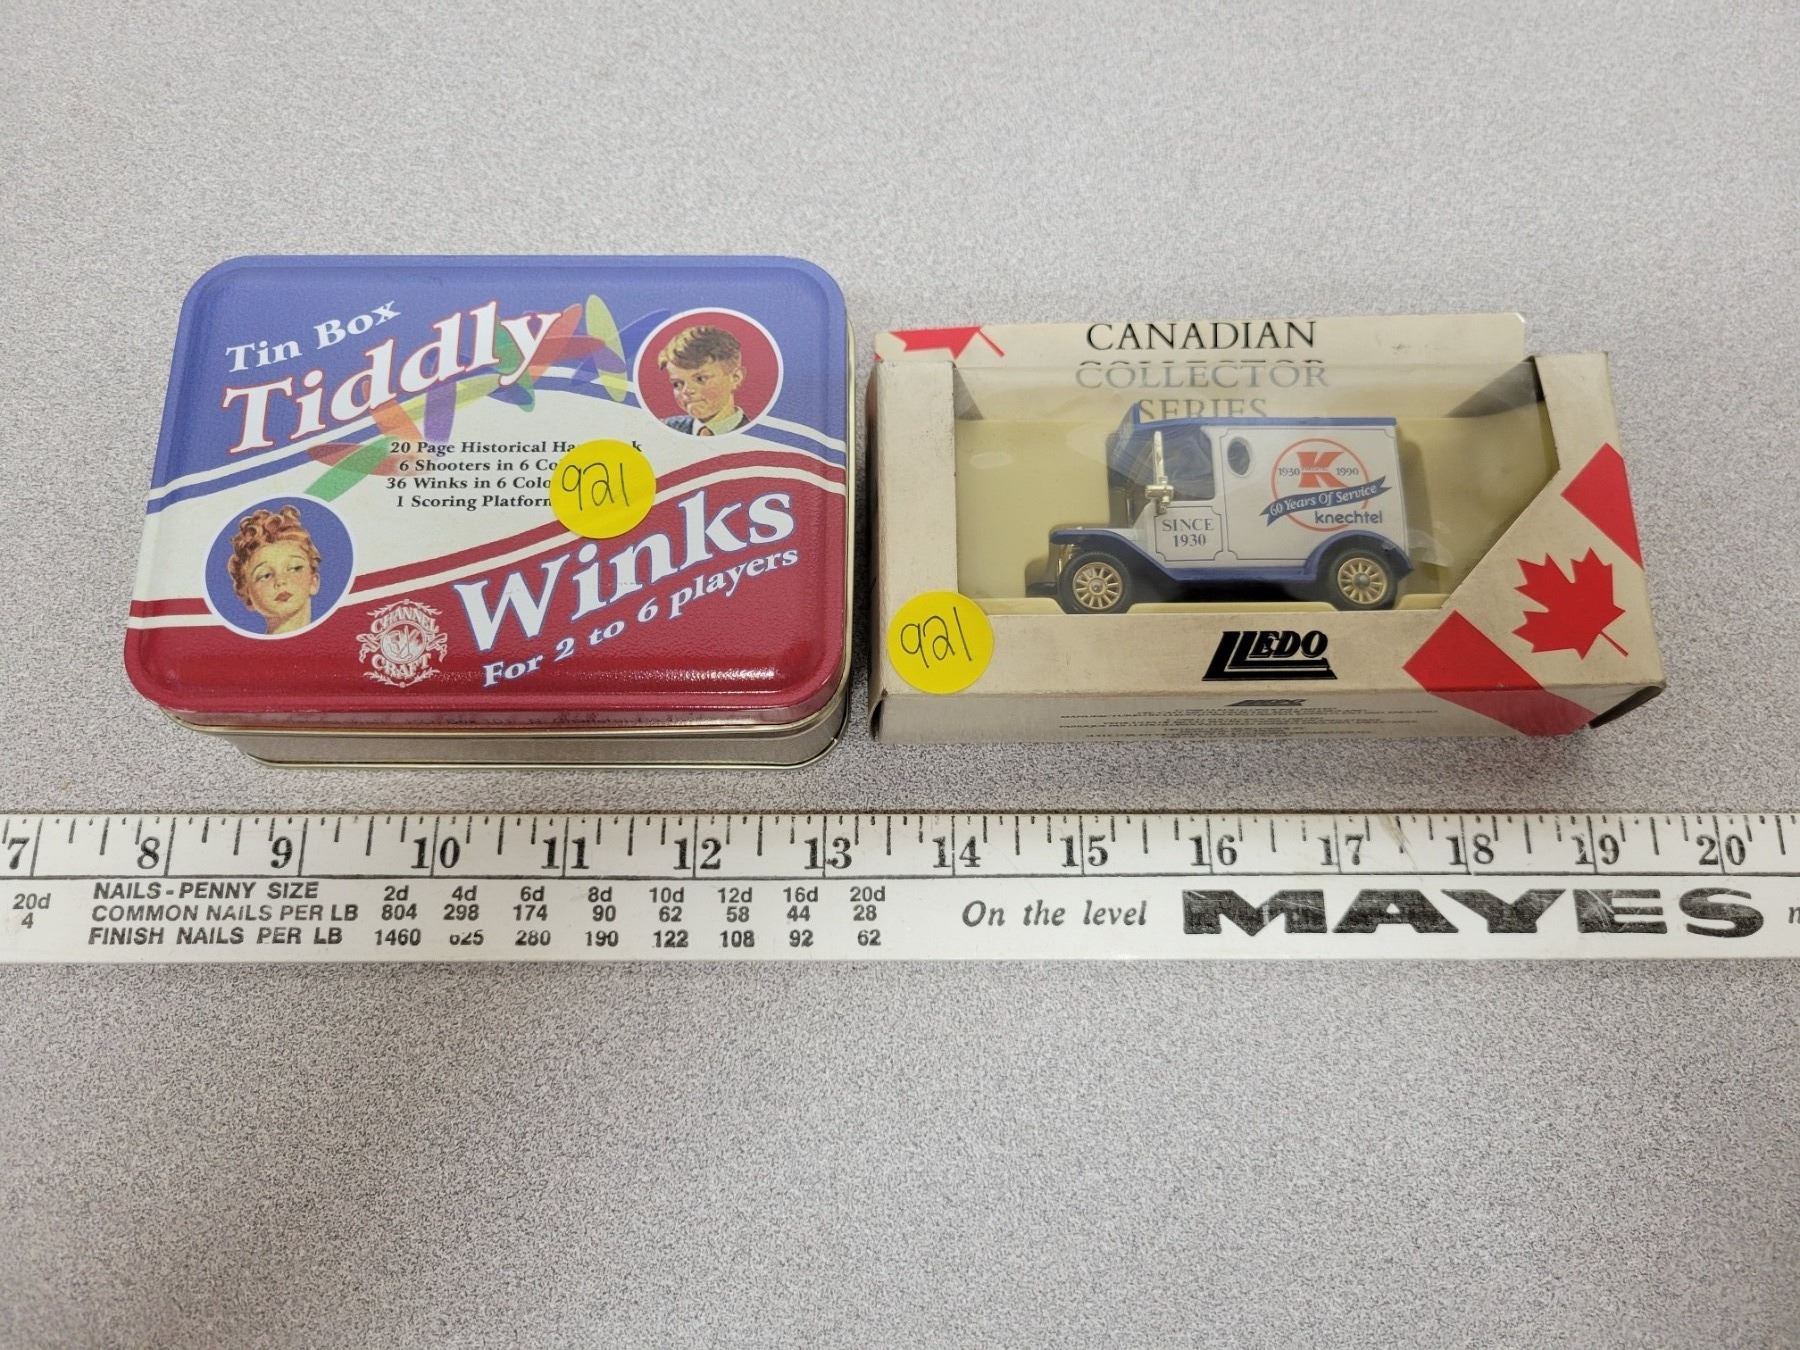 Tin Box
Tiddly
20 Page Historical
6 Shooters in 6
36 Winks in 6
1 Scoring
921
Winks
For 2 to 6 players
CHANNEL
CRAFT
CANADIAN
COLLECTOR
SERIES
1930 K 1990
60 Years Of Service
knechtel
SINCE
1930
921
LLEDO
7 8 9 10 11 12 13 14 15 16 17 18 19 20
20d
4
NAILS - PENNY SIZE 2d 4d 6d 8d 10d 12d 16d 20d
COMMON NAILS PER LB 804 298 174 90 62 58 44 28
FINISH NAILS PER LB 1460 625 280 190 122 108 92 62
On the level MAYES